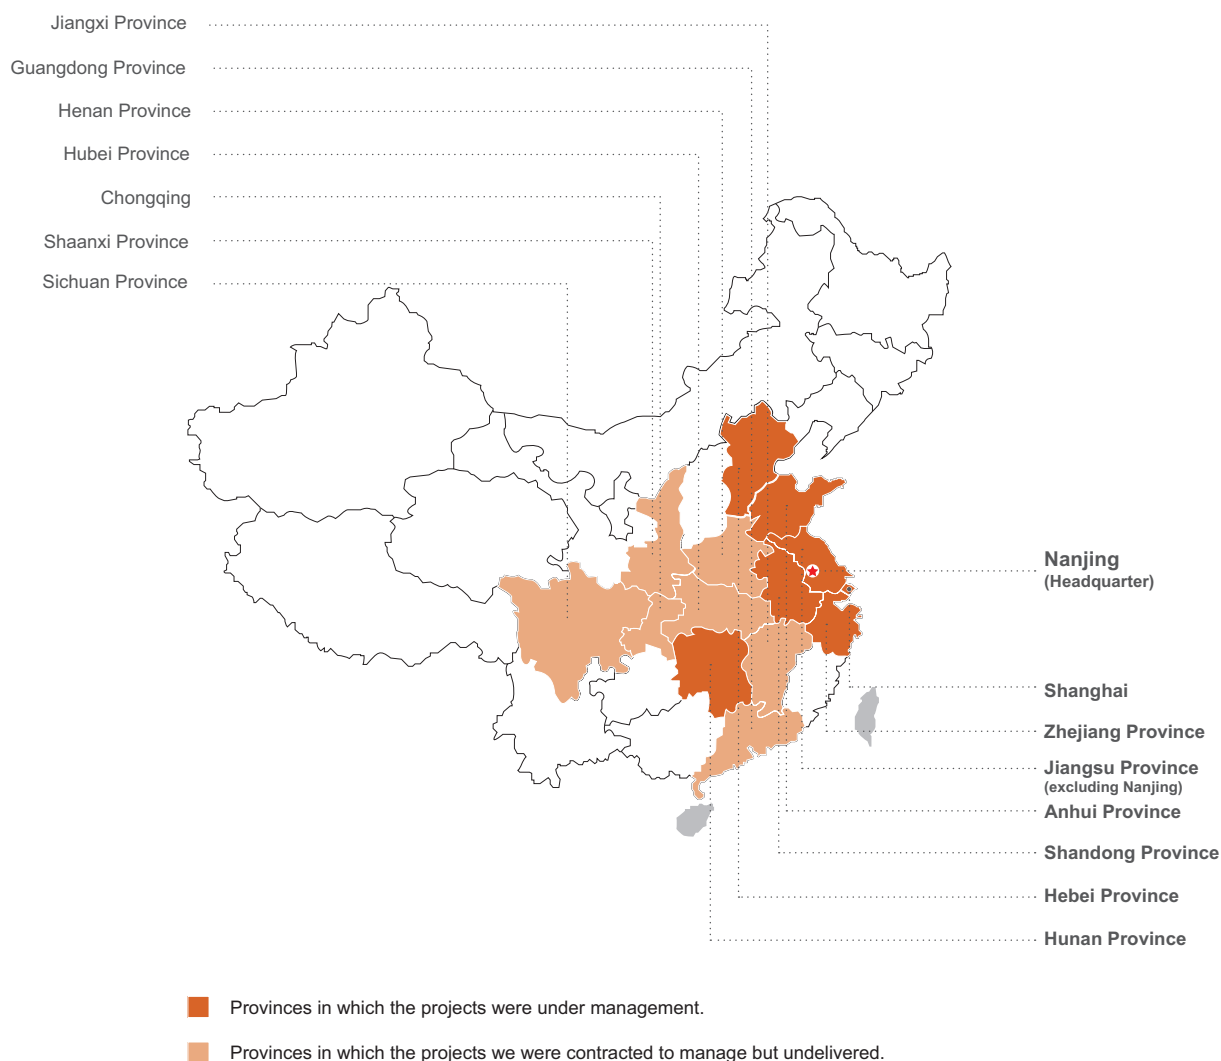 Jiangxi Province
Guangdong Province
Henan Province
Hubei Province
Chongqing
Shaanxi Province
Sichuan Province
Nanjing
(Headquarter)
Shanghai
Zhejiang Province
Jiangsu Province
(excluding Nanjing)
Anhui Province
Shandong Province
Hebei Province
Hunan Province
Provinces in which the projects were under management.
Provinces in which the projects we were contracted to manage but undelivered.